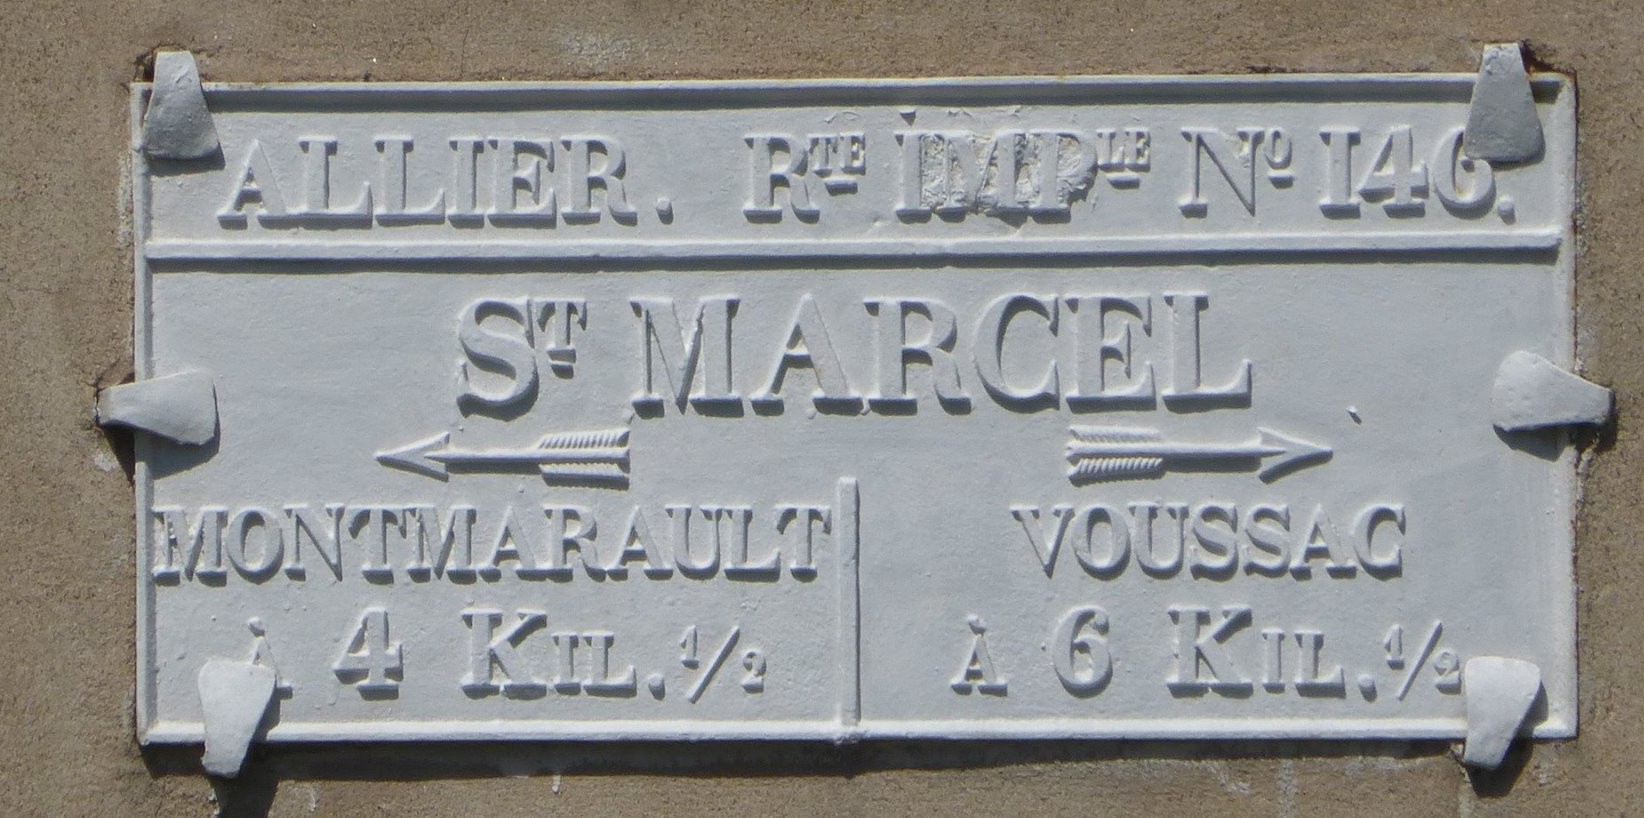 ALLIER. RTE IMPLE NO 146.
ST MARCEL
MONTMARAULT
À 4 KIL. 1/2
VOUSSAC
À 6 KIL. 1/2